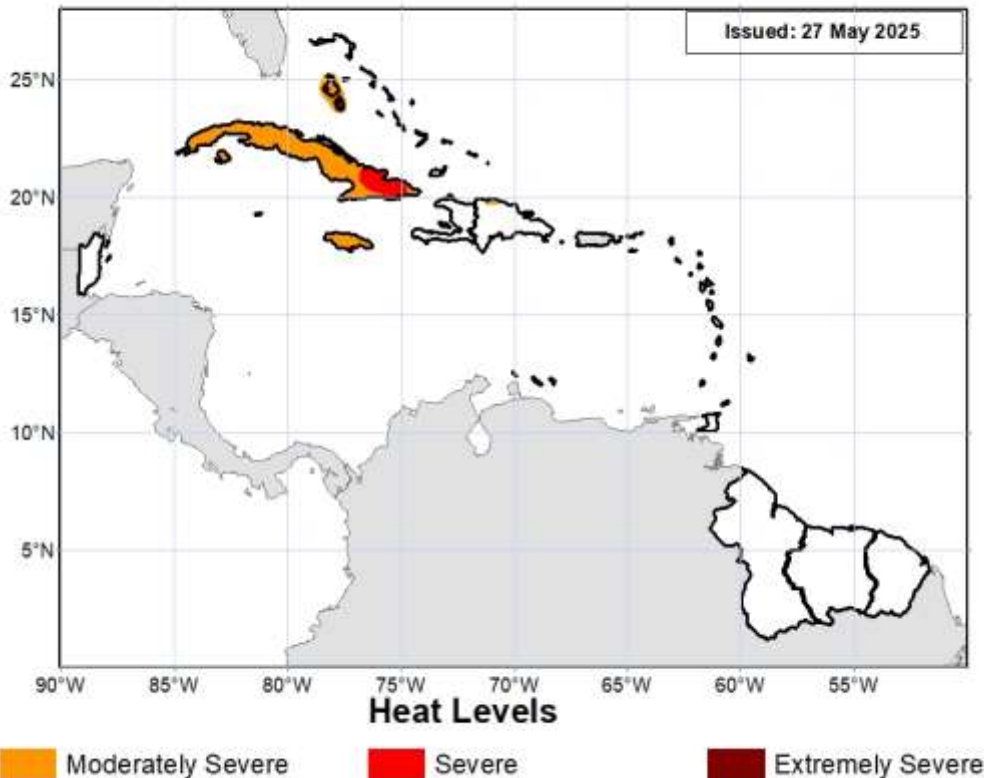 Issued: 27 May 2025
25°N
20°N
15°N
10°N
5°N
90°W 85°W 80°W 75°W 70°W 65°W 60°W 55°W
Heat Levels
Moderately Severe Severe Extremely Severe